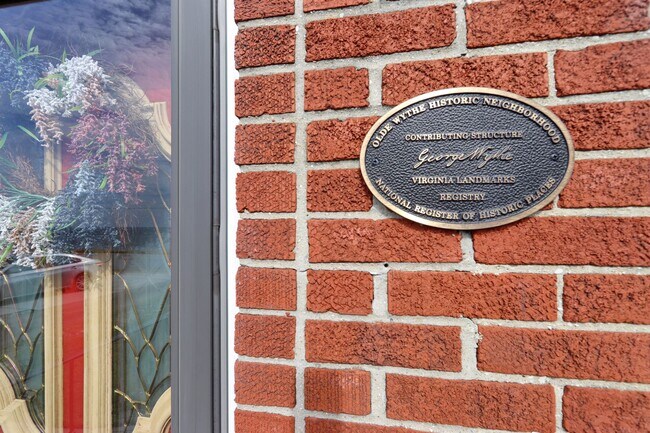 OLDE WYTHE HISTORIC NEIGHBORHOOD
CONTRIBUTING STRUCTURE
George Wythe
VIRGINIA LANDMARKS
REGISTRY
NATIONAL REGISTER OF HISTORIC PLACES